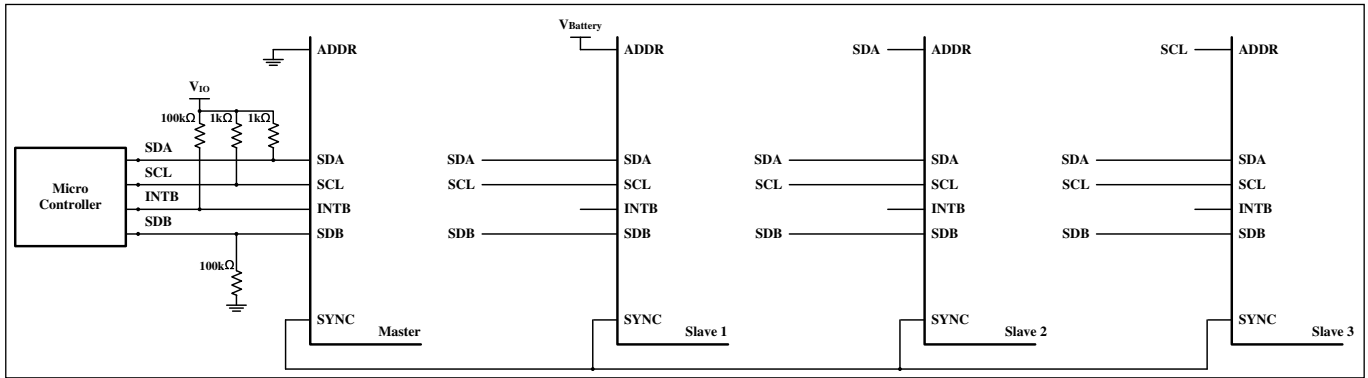 VBattery
ADDR
ADDR
SDA
ADDR
SCL
ADDR
VIO
100kΩ
1kΩ
1kΩ
Micro
Controller
SDA
SCL
INTB
SDB
SDA
SCL
INTB
SDB
SDA
SCL
SDB
SDA
SCL
INTB
SDB
SDA
SCL
SDB
SDA
SCL
INTB
SDB
SDA
SCL
SDB
SDA
SCL
INTB
SDB
100kΩ
SYNC
Master
SYNC
Slave 1
SYNC
Slave 2
SYNC
Slave 3